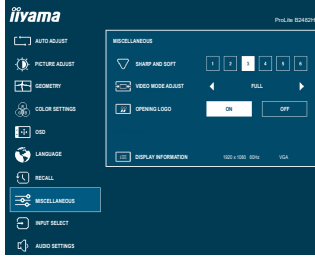 iiyama
ProLite B2482H
AUTO ADJUST
PICTURE ADJUST
GEOMETRY
COLOR SETTINGS
OSD
LANGUAGE
RECALL
MISCELLANEOUS
INPUT SELECT
AUDIO SETTINGS
MISCELLANEOUS
SHARP AND SOFT 1 2 3 4 5 6
VIDEO MODE ADJUST FULL
OPENING LOGO ON OFF
DISPLAY INFORMATION 1920 x 1080 60Hz VGA